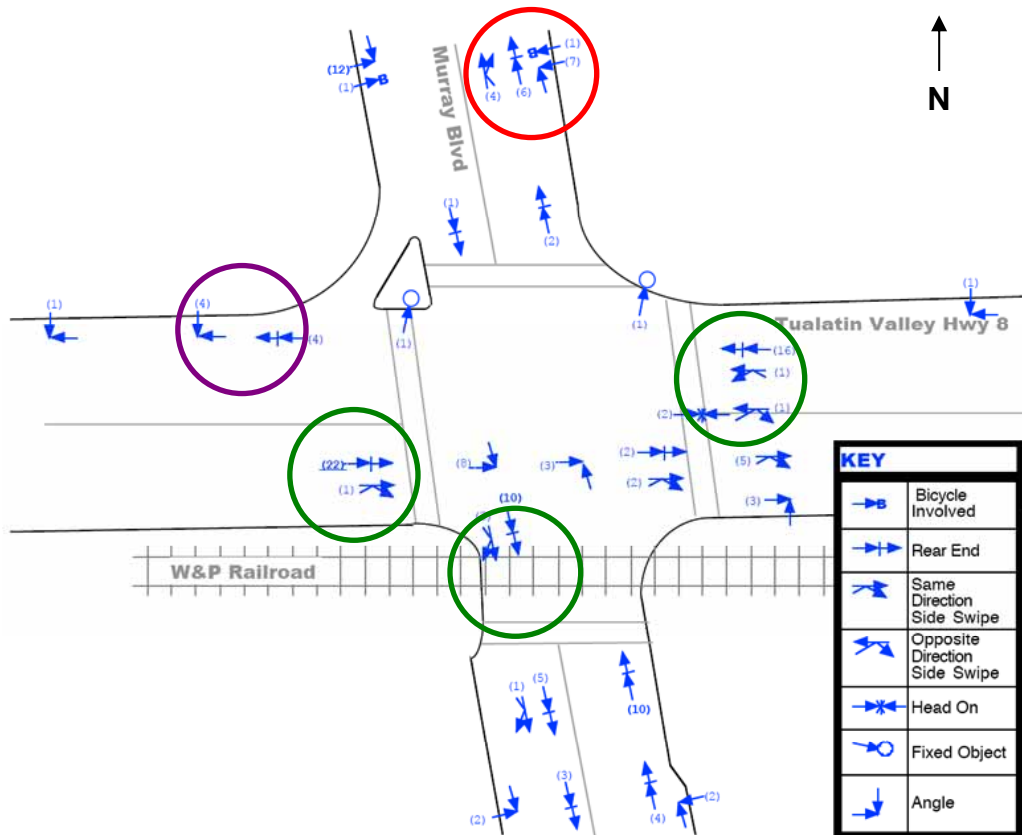 (12)
(1)
B
Murray Blvd
(4)
(6)
B
(1)
(7)
N
(1)
(2)
(1)
(4)
(4)
(1)
(1)
(1)
Tualatin Valley Hwy 8
(16)
(1)
(1)
(2)
(22)
(1)
(8)
(3)
(2)
(2)
(5)
(3)
(10)
W&P Railroad
(1)
(5)
(10)
(2)
(3)
(4)
(2)
KEY
B Bicycle
Involved
Rear End
Same
Direction
Side Swipe
Opposite
Direction
Side Swipe
Head On
Fixed Object
Angle